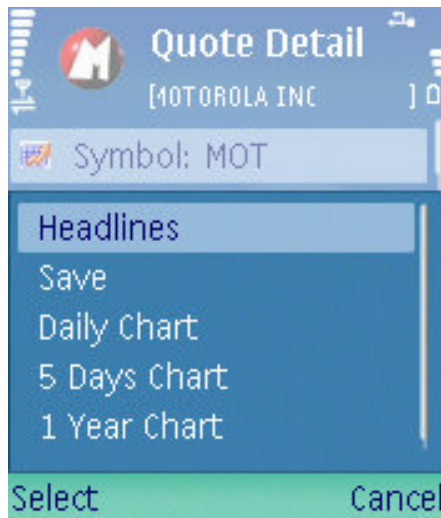 Quote Detail
[MOTOROLA INC ]
Symbol: MOT
Headlines
Save
Daily Chart
5 Days Chart
1 Year Chart
Select Cancel